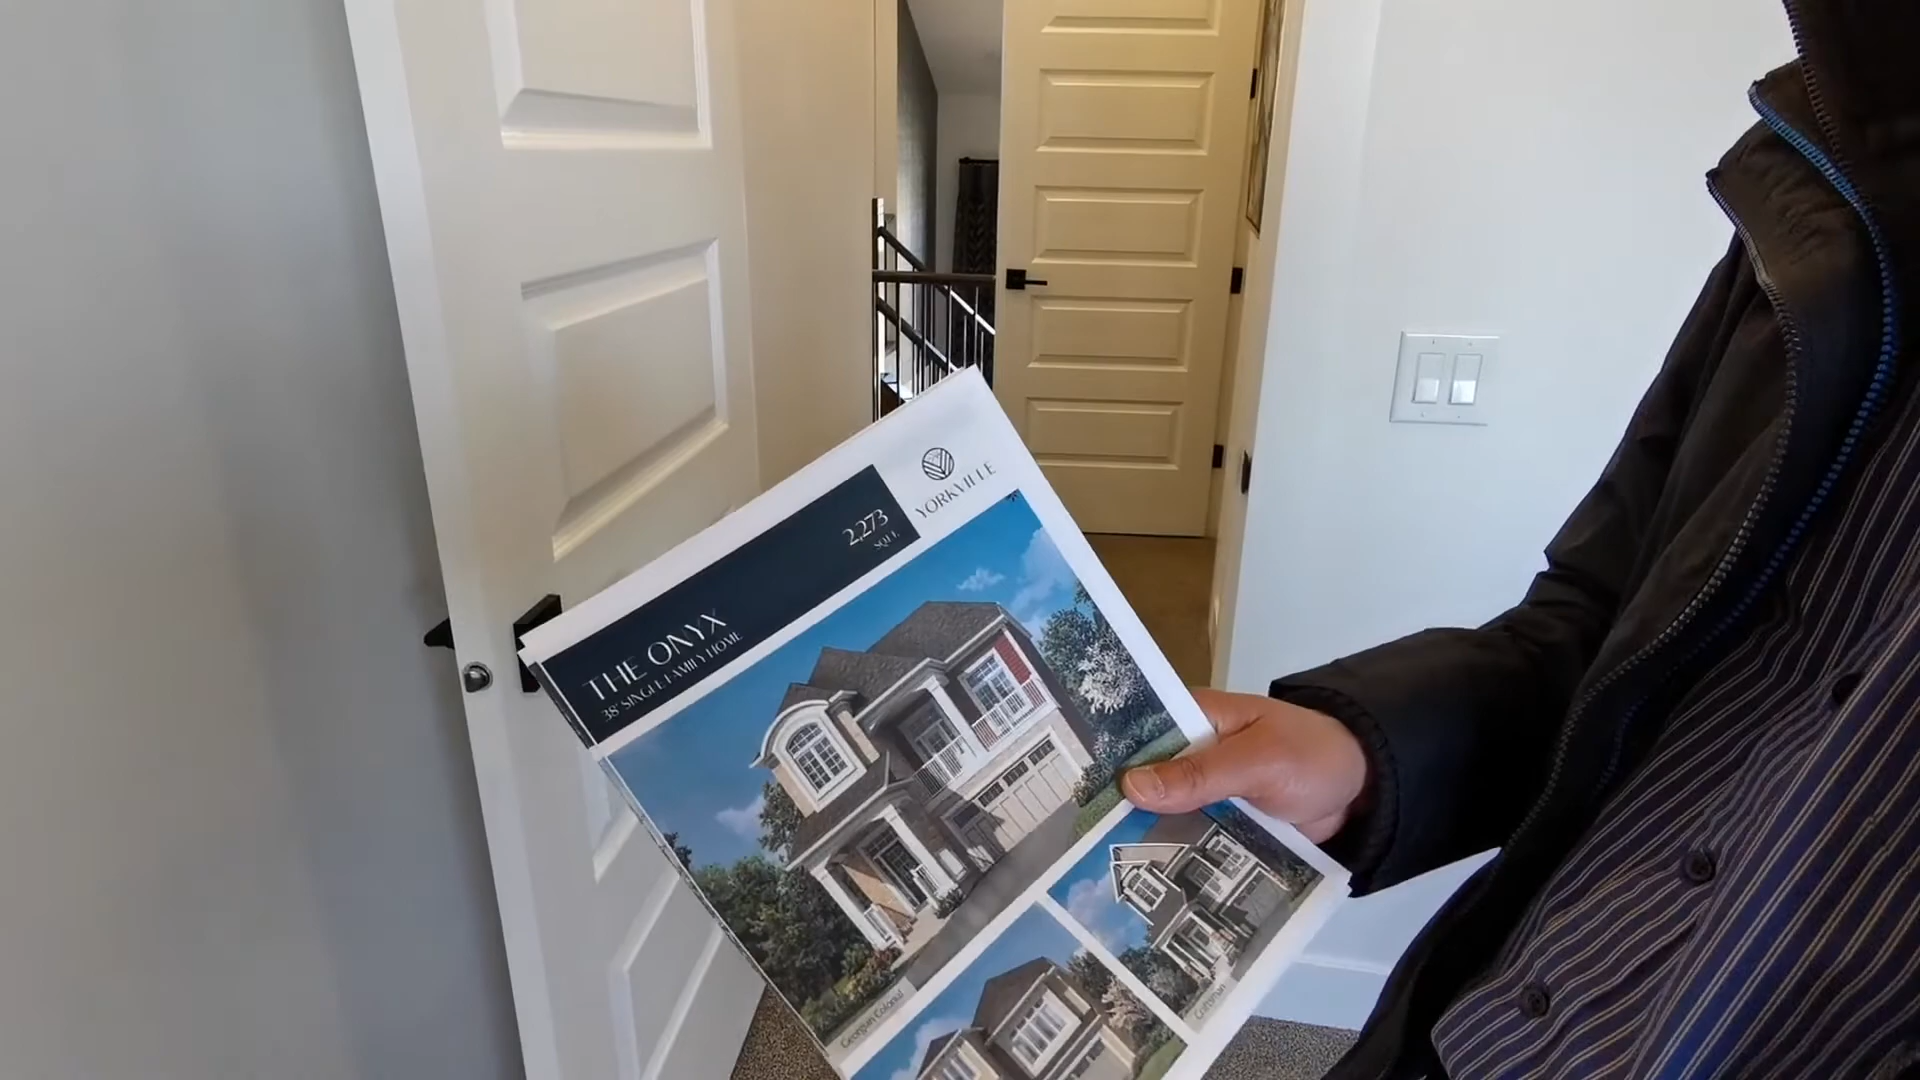 YORKVILLE
2,273
SQ.FT.
THE ONYX
38' SINGLE FAMILY HOME
Georgian Colonial
Craftsman